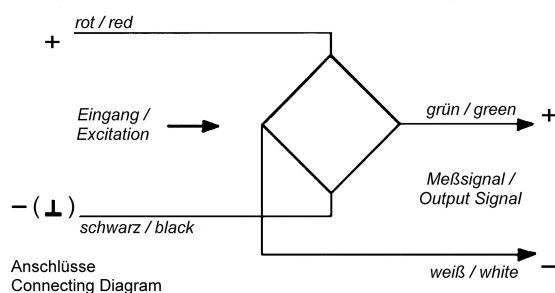 rot / red
+
Eingang /
Excitation
grün / green
+
Meßsignal /
Output Signal
– (⊥)
schwarz / black
weiß / white
–
Anschlüsse
Connecting Diagram